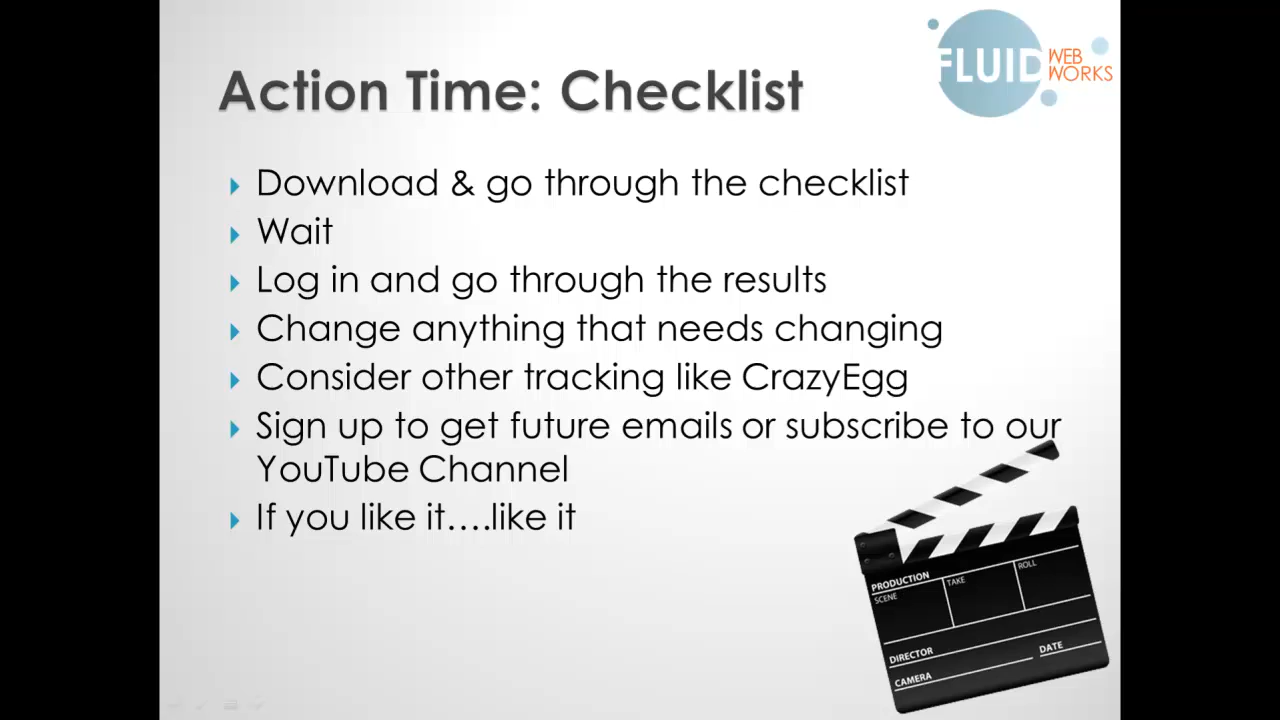 FLUID WEB
WORKS
Action Time: Checklist
Download & go through the checklist
Wait
Log in and go through the results
Change anything that needs changing
Consider other tracking like CrazyEgg
Sign up to get future emails or subscribe to our
YouTube Channel
If you like it....like it
PRODUCTION
SCENE
TAKE
ROLL
DIRECTOR
DATE
CAMERA